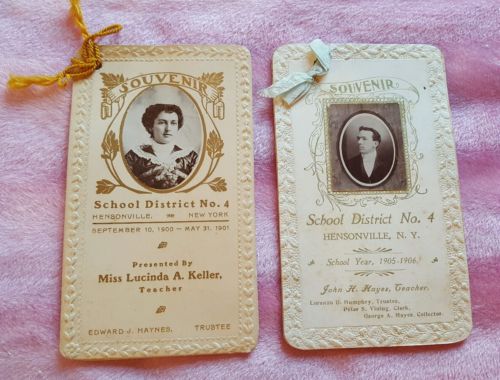 SOUVENIR
School District No. 4
HENSONVILLE, NEW YORK
SEPTEMBER 10, 1900 — MAY 31, 1901
Presented By
Miss Lucinda A. Keller,
Teacher
EDWARD J. HAYNES, TRUSTEE
SOUVENIR
School District No. 4
HENSONVILLE, N. Y.
School Year, 1905-1906.
John H. Hayes, Teacher.
Lorenzo D. Humphry, Trustee,
Pitar S. Vining, Clerk,
George A. Hayes Collector.